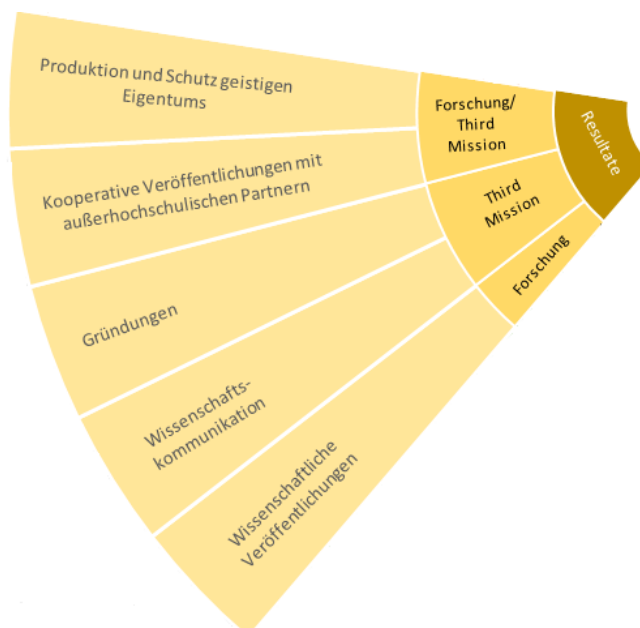 Produktion und Schutz geistigen
Eigentums
Kooperative Veröffentlichungen mit
außerhochschulischen Partnern
Gründungen
Wissenschafts-
kommunikation
Wissenschaftliche
Veröffentlichungen
Forschung/
Third
Mission
Third
Mission
Forschung
Resultate